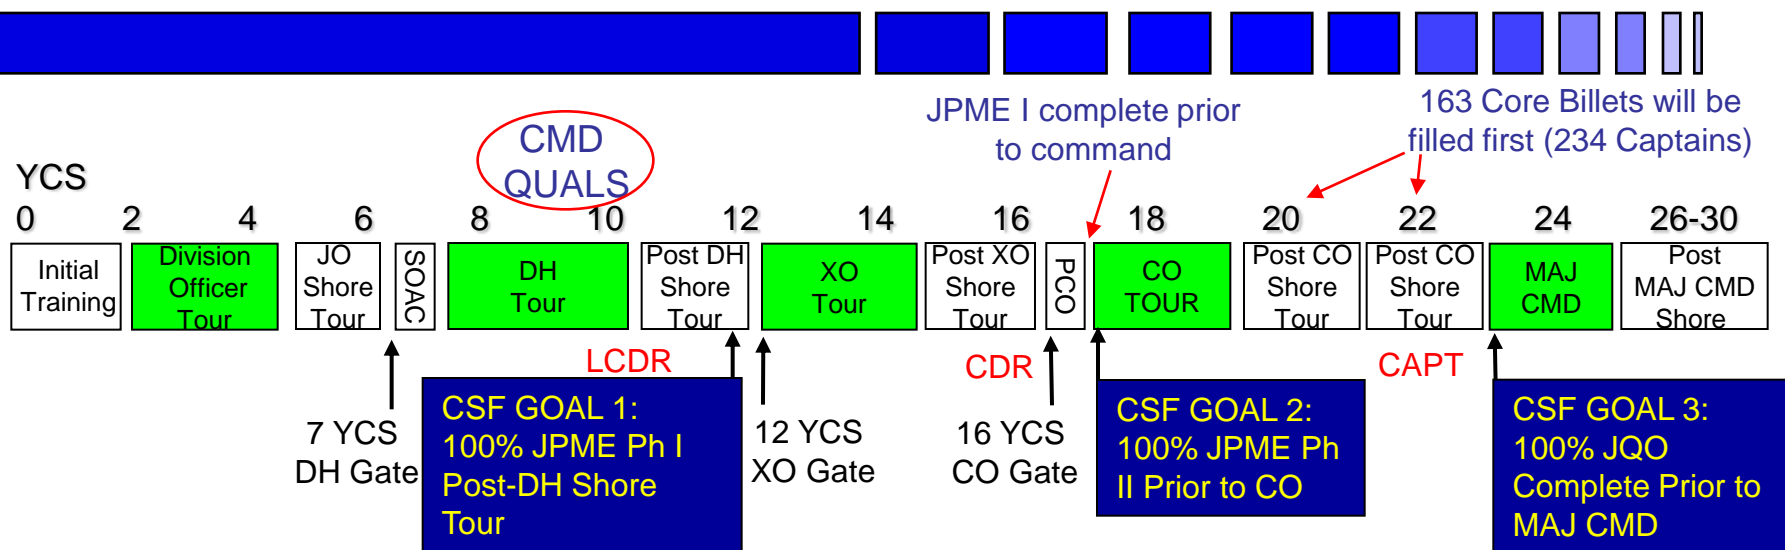 JPME I complete prior
to command
163 Core Billets will be
filled first (234 Captains)
CMD
QUALS
YCS
0 2 4 6 8 10 12 14 16 18 20 22 24 26-30
Initial
Training
Division
Officer
Tour
JO
Shore
Tour
SOAC
DH
Tour
Post DH
Shore
Tour
XO
Tour
Post XO
Shore
Tour
PCO
CO
TOUR
Post CO
Shore
Tour
Post CO
Shore
Tour
MAJ
CMD
Post
MAJ CMD
Shore
LCDR
CDR
CAPT
7 YCS
DH Gate
CSF GOAL 1:
100% JPME Ph I
Post-DH Shore
Tour
12 YCS
XO Gate
16 YCS
CO Gate
CSF GOAL 2:
100% JPME Ph
II Prior to CO
CSF GOAL 3:
100% JQO
Complete Prior to
MAJ CMD